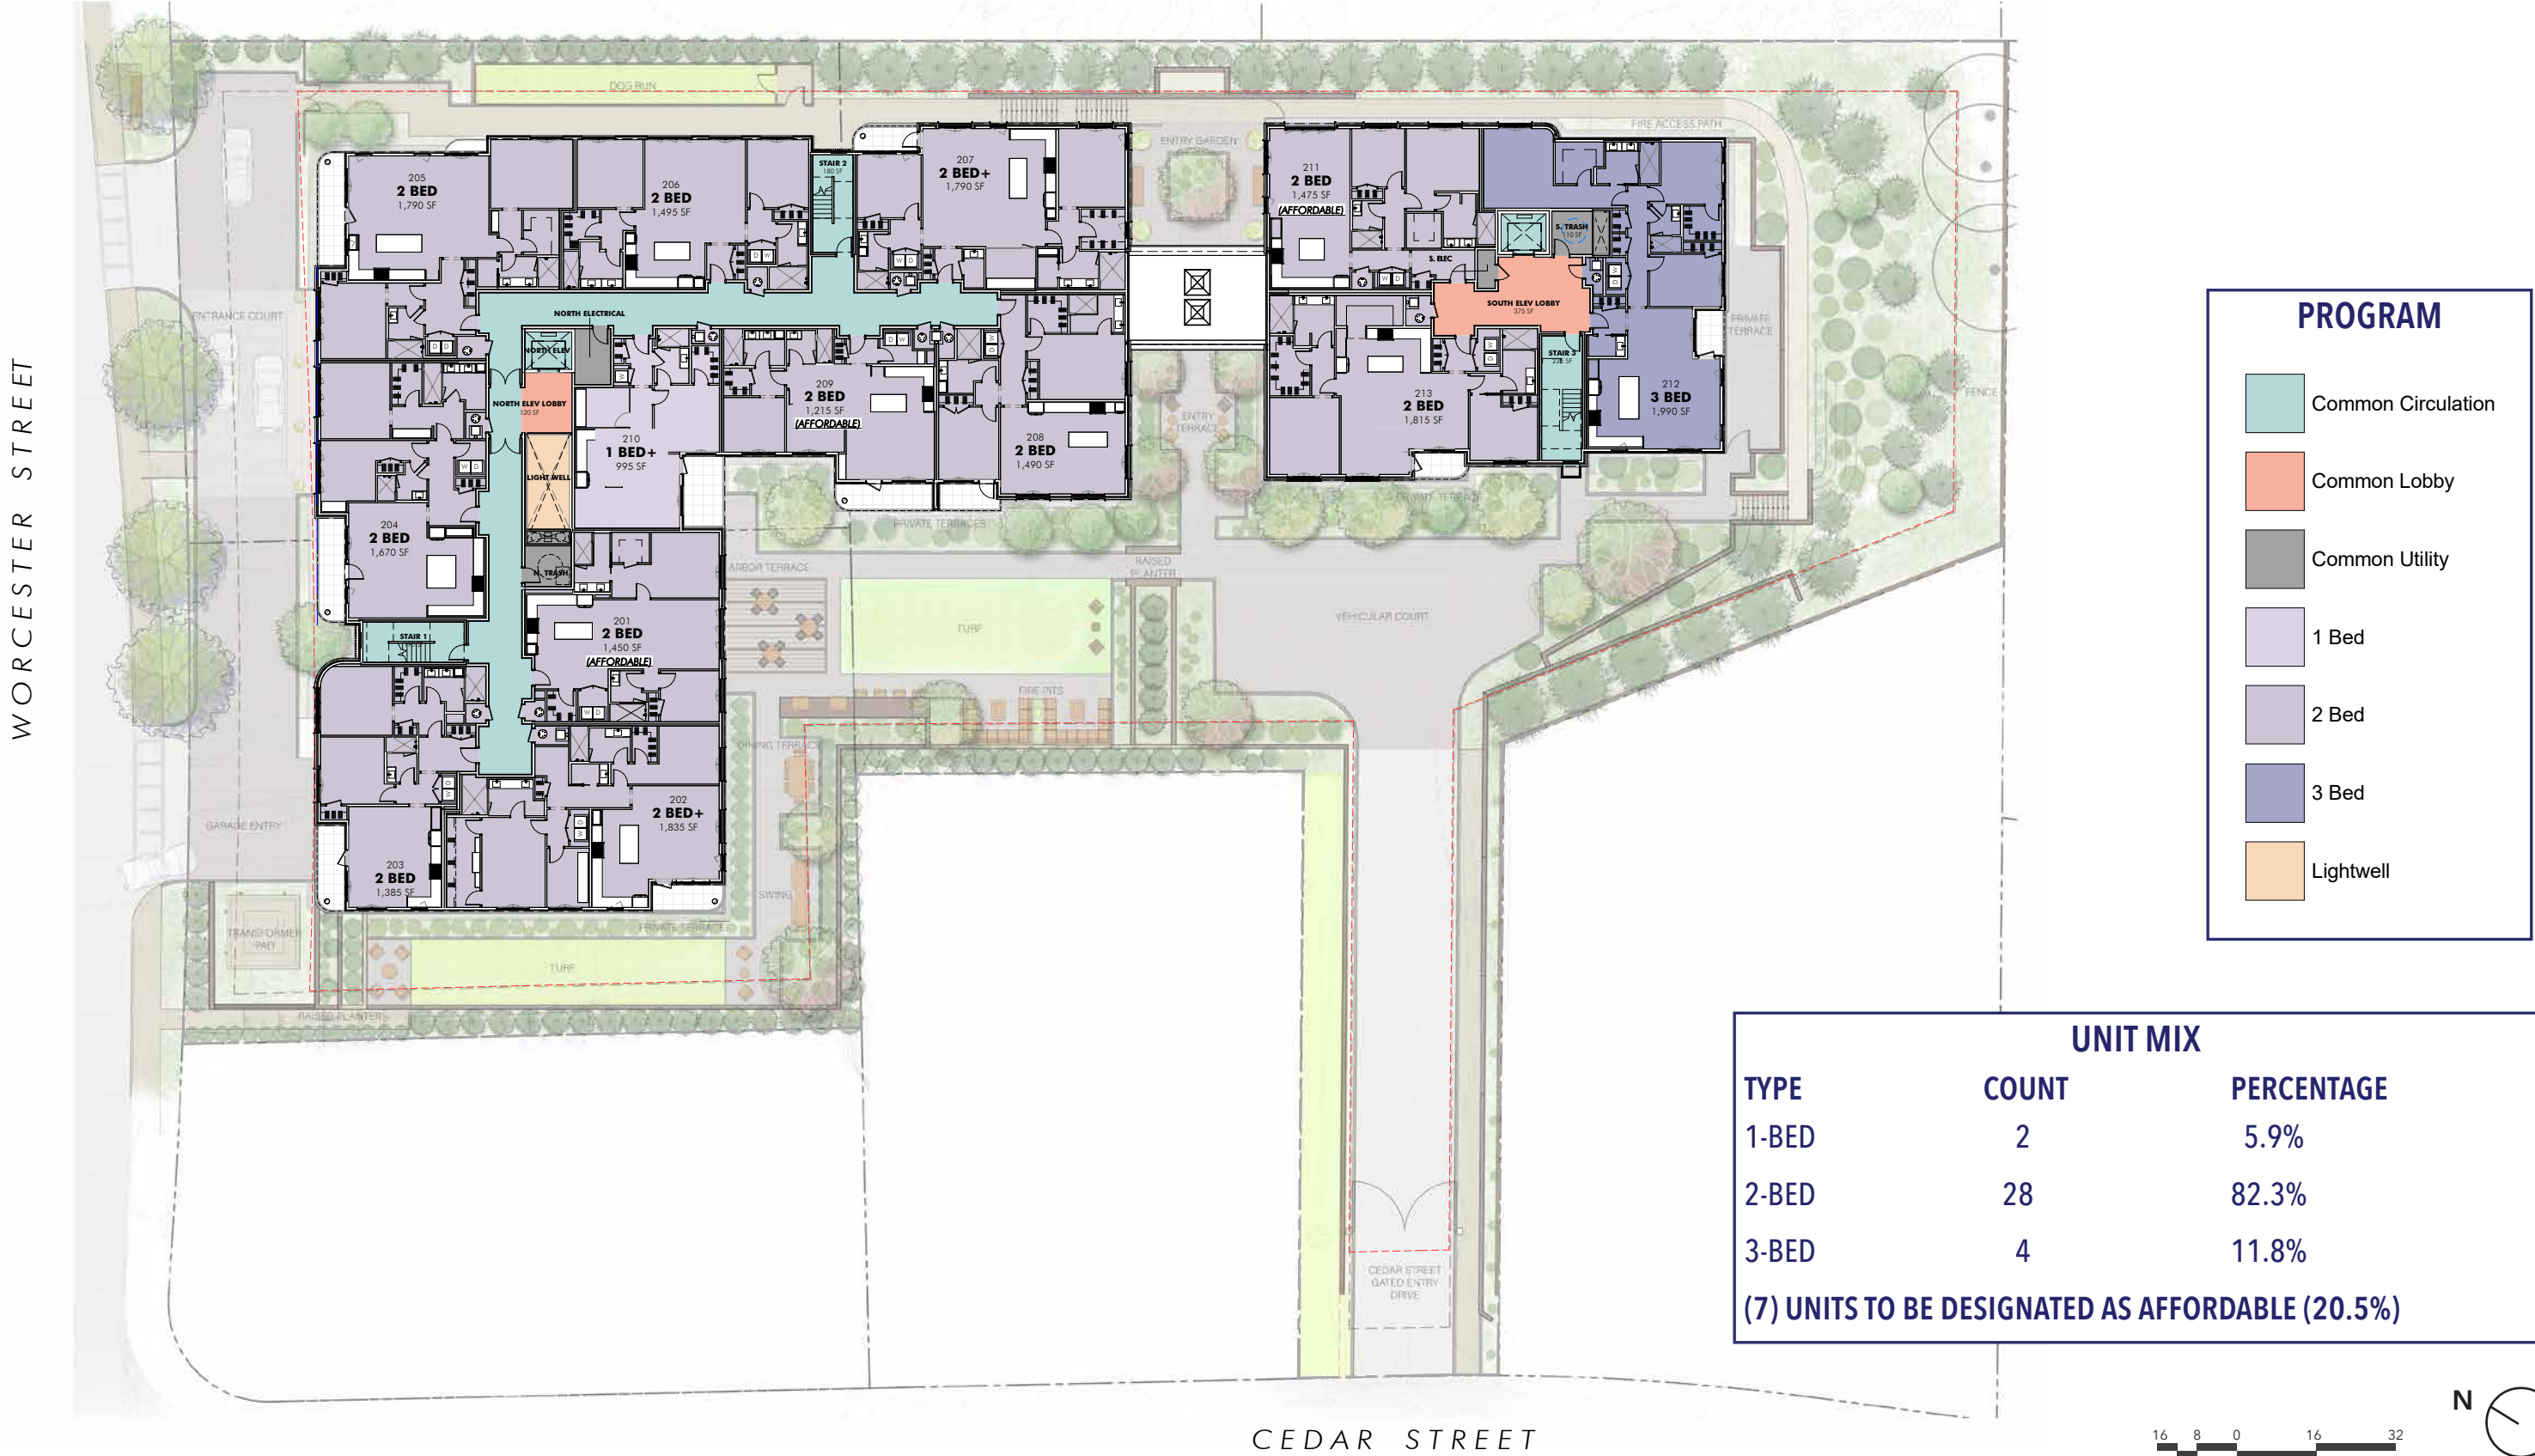 DOG RUN
FIRE ACCESS PATH
ENTRY GARDEN
205
2 BED
1,790 SF
206
2 BED
1,495 SF
STAIR 2
180 SF
207
2 BED+
1,790 SF
211
2 BED
1,475 SF
(AFFORDABLE)
S. TRASH
110 SF
S. ELEC
SOUTH ELEV LOBBY
375 SF
PRIVATE
TERRACE
ENTRANCE COURT
NORTH ELECTRICAL
NORTH ELEV
NORTH ELEV LOBBY
120 SF
STAIR 3
209
2 BED
1,215 SF
(AFFORDABLE)
210
1 BED+
995 SF
208
2 BED
1,490 SF
ENTRY
TERRACE
213
2 BED
1,815 SF
212
3 BED
1,990 SF
FENCE
LIGHT WELL
204
2 BED
1,670 SF
N. TRASH
PRIVATE TERRACES
PRIVATE TERRACE
ARBOR TERRACE
RAISED
PLANTER
TURF
VEHICULAR COURT
STAIR 1
201
2 BED
1,450 SF
(AFFORDABLE)
FIRE PITS
DINING TERRACE
GARAGE ENTRY
202
2 BED+
1,835 SF
203
2 BED
1,385 SF
SWING
PRIVATE TERRACE
TRANSFORMER
PAD
TURF
RAISED PLANTER
CEDAR STREET
GATED ENTRY
DRIVE
WORCESTER STREET
CEDAR STREET
PROGRAM
Common Circulation
Common Lobby
Common Utility
1 Bed
2 Bed
3 Bed
Lightwell
UNIT MIX
TYPE COUNT PERCENTAGE
1-BED 2 5.9%
2-BED 28 82.3%
3-BED 4 11.8%
(7) UNITS TO BE DESIGNATED AS AFFORDABLE (20.5%)
N
16 8 0 16 32